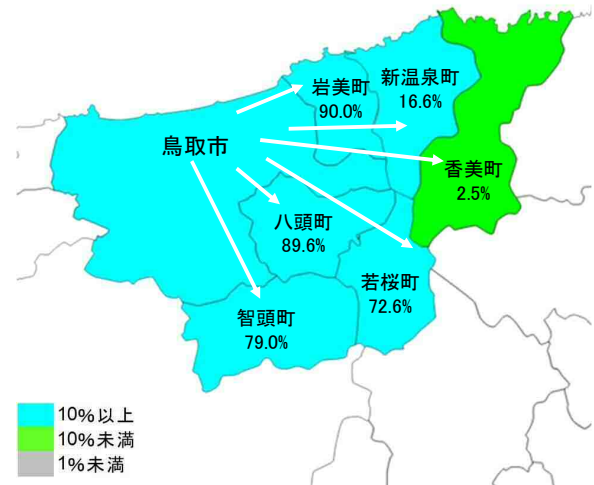 岩美町
90.0%
新温泉町
16.6%
鳥取市
香美町
2.5%
八頭町
89.6%
若桜町
72.6%
智頭町
79.0%
10%以上
10%未満
1%未満